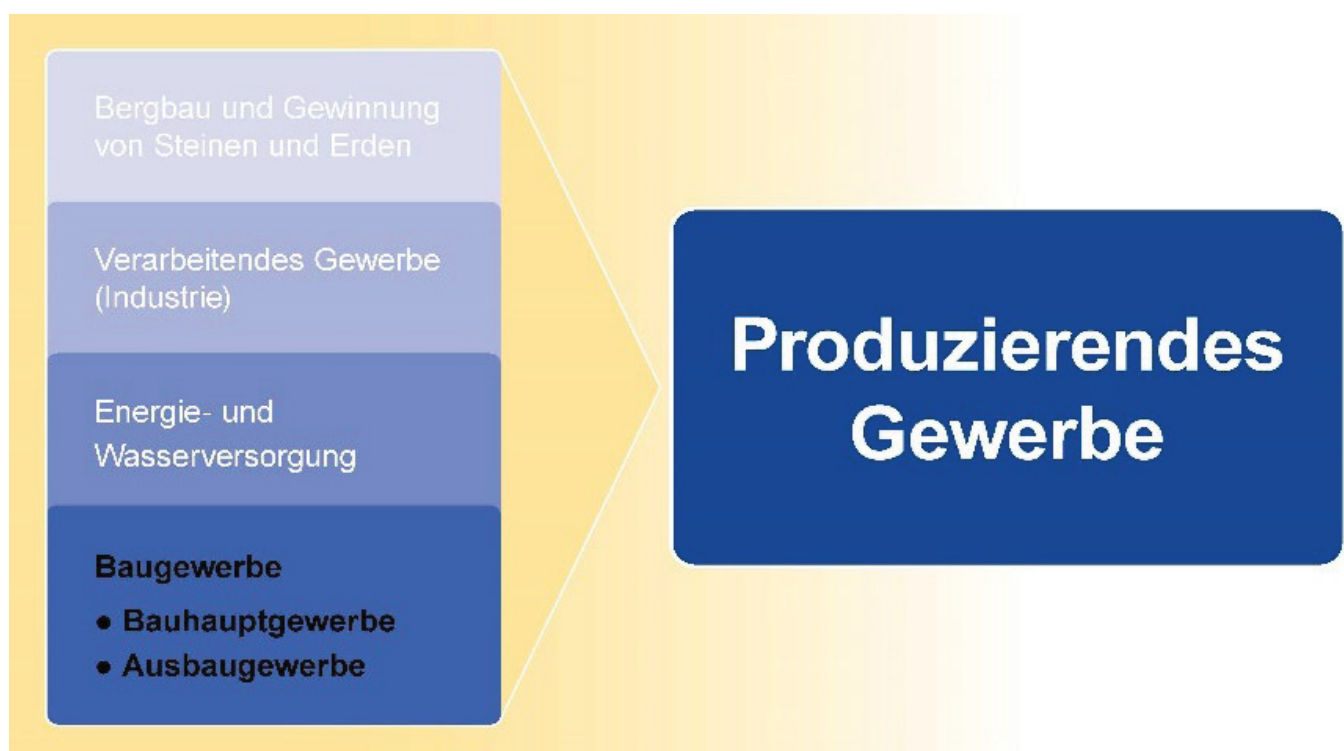 Bergbau und Gewinnung
von Steinen und Erden
Verarbeitendes Gewerbe
(Industrie)
Energie- und
Wasserversorgung
Baugewerbe
● Bauhauptgewerbe
● Ausbaugewerbe
Produzierendes
Gewerbe